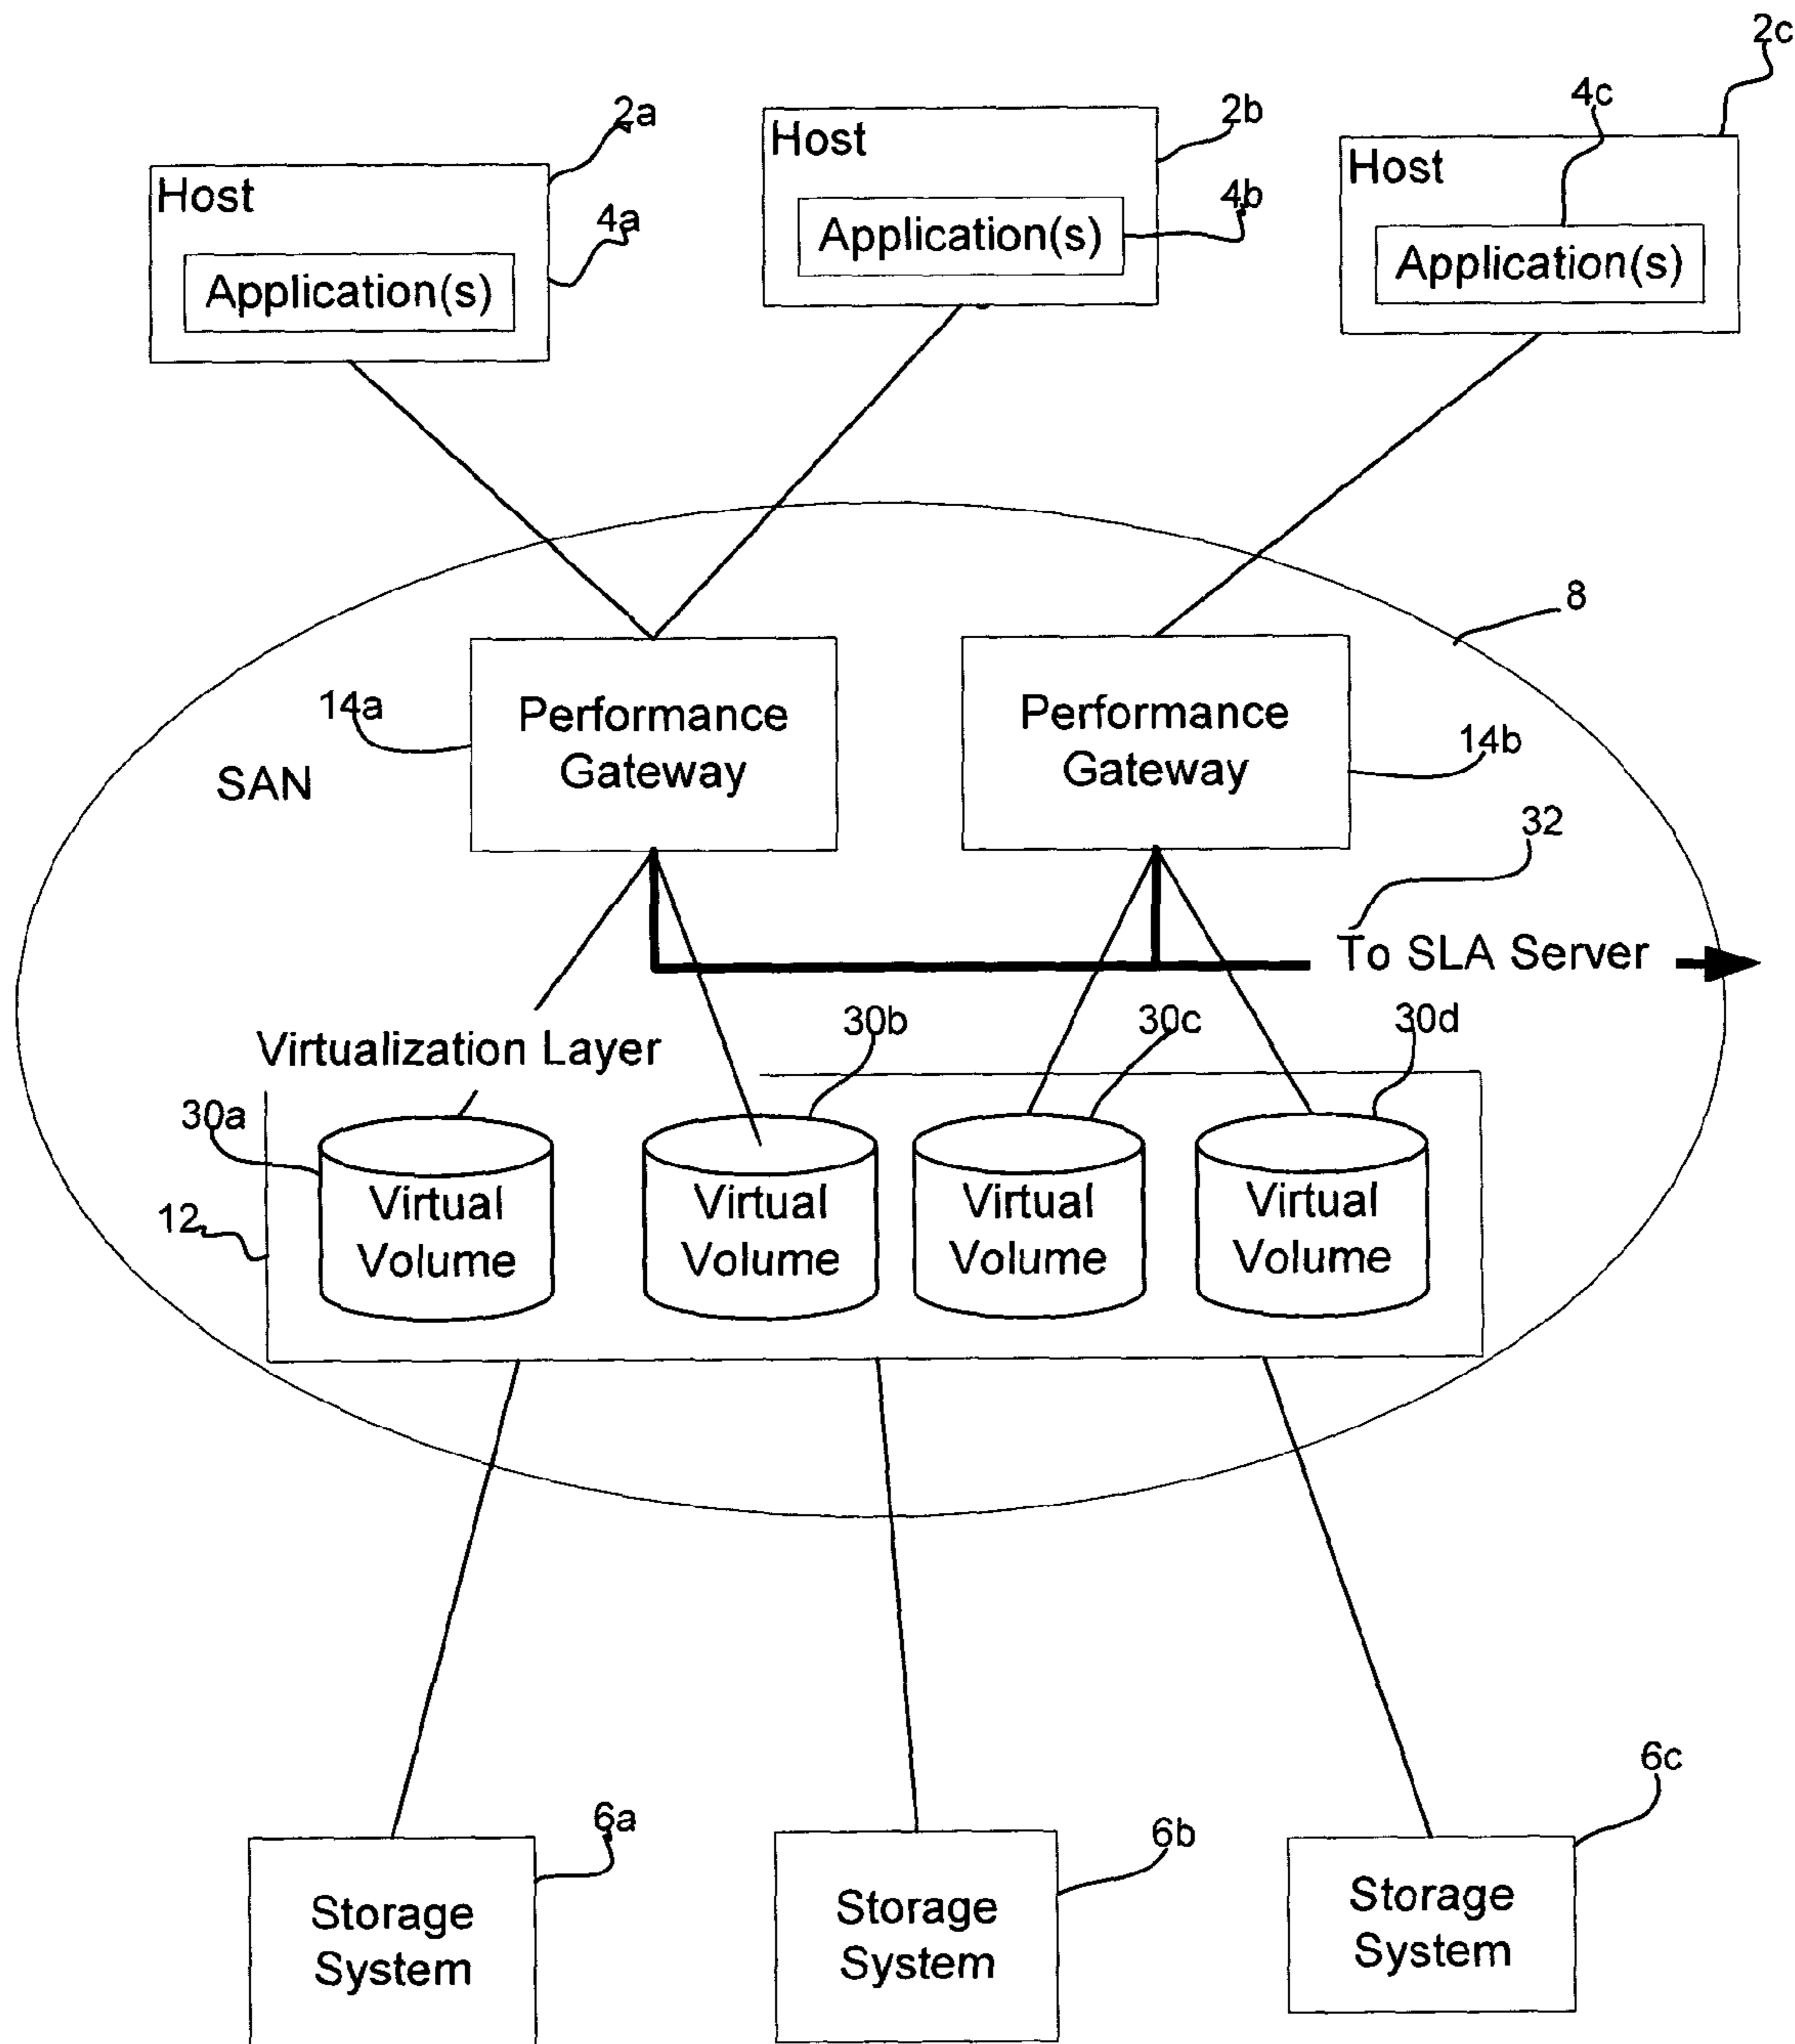 2c
2a
2b
4c
Host
Host
Host
4a
4b
Application(s)
Application(s)
Application(s)
8
14a
Performance
Gateway
Performance
Gateway
14b
SAN
32
To SLA Server
30b
30c
30d
Virtualization Layer
30a
12
Virtual
Volume
Virtual
Volume
Virtual
Volume
Virtual
Volume
6a
6b
6c
Storage
System
Storage
System
Storage
System